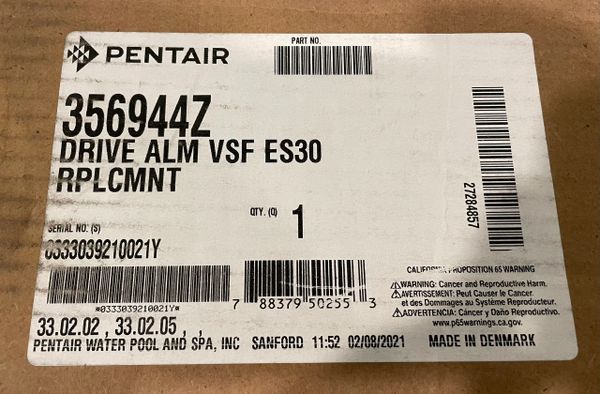 PENTAIR
PART NO.
356944Z
DRIVE ALM VSF ES30
RPLCMNT
27284857
QTY. (Q) 1
SERIAL NO: (S)
0333039210021Y
*0333039210021Y*
7 88379 50255 3
CALIFORNIA PROPOSITION 65 WARNING
WARNING: Cancer and Reproductive Harm.
AVERTISSEMENT: Peut Causer le Cancer
et des Dommages au Système Reproducteur.
ADVERTENCIA: Cáncer y Daño Reproductivo.
www.p65warnings.ca.gov.
33.02.02 , 33.02.05 , ,
PENTAIR WATER POOL AND SPA, INC SANFORD 11:52 02/08/2021 MADE IN DENMARK